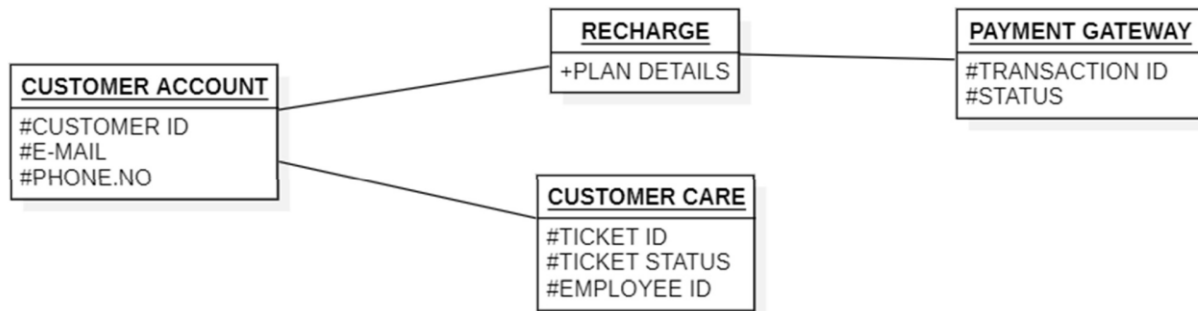 CUSTOMER ACCOUNT
#CUSTOMER ID
#E-MAIL
#PHONE.NO
RECHARGE
+PLAN DETAILS
PAYMENT GATEWAY
#TRANSACTION ID
#STATUS
CUSTOMER CARE
#TICKET ID
#TICKET STATUS
#EMPLOYEE ID